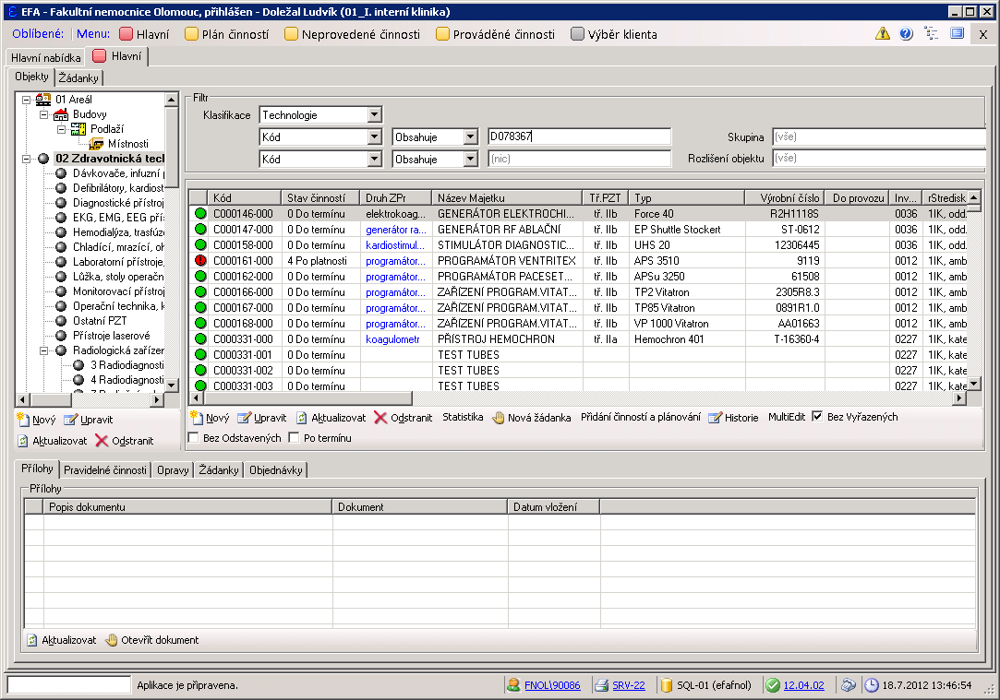 EFA - Fakultní nemocnice Olomouc, přihlášen - Doležal Ludvík (01_I. interní klinika)
Oblíbené: Menu: Hlavní Plán činností Neprovedené činnosti Prováděné činnosti Výběr klienta X
Hlavní nabídka Hlavní
Objekty Žádanky
01 Areál
Budovy
Podlaží
Místnosti
02 Zdravotnická tech
Dávkovače, infuzní p
Defibrilátory, kardiost
Diagnostické přístroj
EKG, EMG, EEG pří
Hemodialýza, trasfúz
Chladící, mrazící, oh
Laboratorní přístroje,
Lůžka, stoly operačn
Monitorovací přístroj
Operační technika, k
Ostatní PZT
Přístroje laserové
Radiologická zařízer
3 Radiodiagnosti
4 Radiodiagnosti
Nový Upravit
Aktualizovat Odstranit
Filtr
Klasifikace Technologie
Kód Obsahuje D078367 Skupina (vše)
Kód Obsahuje (nic) Rozlišení objektu (vše)
Kód Stav činností Druh ZPr Název Majetku Tř.PZT Typ Výrobní číslo Do provozu Inv... rStředisk
C000146-000 0 Do termínu elektrokoag... GENERÁTOR ELEKTROCHI... tř. IIb Force 40 R2H1118S 0036 1IK, odd.
C000147-000 0 Do termínu generátor ra... GENERÁTOR RF ABLAČNÍ tř. IIb EP Shuttle Stockert ST-0612 0036 1IK, odd.
C000158-000 0 Do termínu kardiostimul... STIMULÁTOR DIAGNOSTIC... tř. IIb UHS 20 12306445 0036 1IK, odd.
C000161-000 4 Po platnosti programátor... PROGRAMÁTOR VENTRITEX tř. IIb APS 3510 9119 0012 1IK, amb
C000162-000 0 Do termínu programátor... PROGRAMÁTOR PACESET... tř. IIb APSu 3250 61508 0012 1IK, amb
C000166-000 0 Do termínu programátor... ZAŘÍZENÍ PROGRAM.VITAT... tř. IIb TP2 Vitatron 2305R8.3 0012 1IK, amb
C000167-000 0 Do termínu programátor... ZAŘÍZENÍ PROGRAM.VITAT... tř. IIb TP85 Vitatron 0891R1.0 0012 1IK, amb
C000168-000 0 Do termínu programátor... ZAŘÍZENÍ PROGRAM.VITAT... tř. IIb VP 1000 Vitatron AA01663 0012 1IK, amb
C000331-000 0 Do termínu koagulometr PŘÍSTROJ HEMOCHRON tř. IIa Hemochron 401 T-16360-4 0227 1IK, kate
C000331-001 0 Do termínu TEST TUBES 0227 1IK, kate
C000331-002 0 Do termínu TEST TUBES 0227 1IK, kate
C000331-003 0 Do termínu TEST TUBES 0227 1IK, kate
Nový Upravit Aktualizovat Odstranit Statistika Nová žádanka Přidání činností a plánování Historie MultiEdit Bez Vyřazených
Bez Odstavených Po termínu
Přílohy Pravidelné činnosti Opravy Žádanky Objednávky
Přílohy
Popis dokumentu Dokument Datum vložení
Aktualizovat Otevřít dokument
Aplikace je připravena. FNOL\90086 SRV-22 SQL-01 (efafnol) 12.04.02 18.7.2012 13:46:54